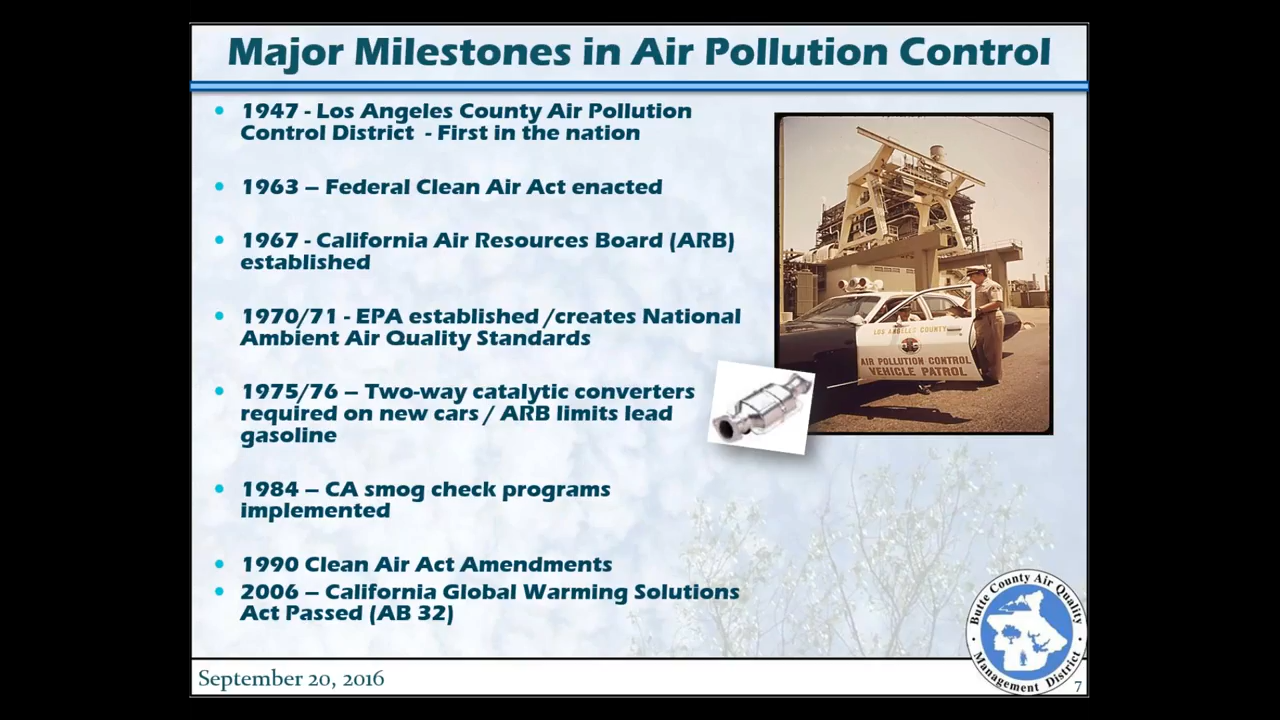 Major Milestones in Air Pollution Control
• 1947 - Los Angeles County Air Pollution
Control District - First in the nation
• 1963 – Federal Clean Air Act enacted
• 1967 - California Air Resources Board (ARB)
established
• 1970/71 - EPA established /creates National
Ambient Air Quality Standards
• 1975/76 – Two-way catalytic converters
required on new cars / ARB limits lead
gasoline
• 1984 – CA smog check programs
implemented
• 1990 Clean Air Act Amendments
• 2006 – California Global Warming Solutions
Act Passed (AB 32)
LOS ANGELES COUNTY
AIR POLLUTION CONTROL
VEHICLE PATROL
September 20, 2016
Butte County Air Quality
Management District
7